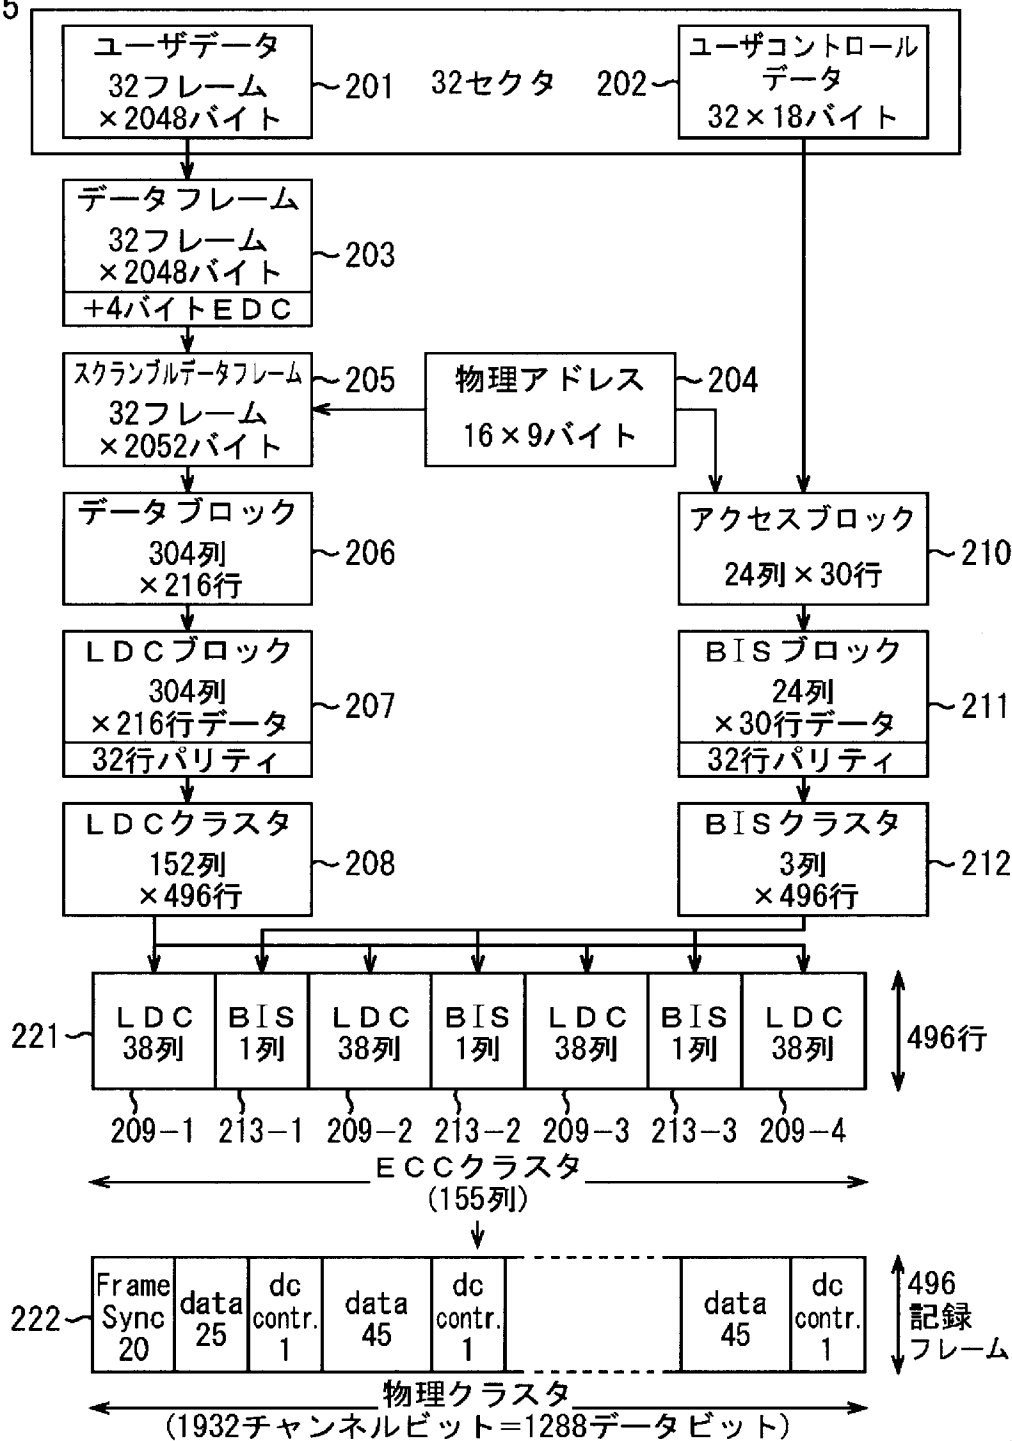 5
ユーザデータ
32フレーム
×2048バイト
201
32セクタ
202
ユーザコントロール
データ
32×18バイト
データフレーム
32フレーム
×2048バイト
+4バイトEDC
203
スクランブルデータフレーム
32フレーム
×2052バイト
205
物理アドレス
16×9バイト
204
データブロック
304列
×216行
206
アクセスブロック
24列×30行
210
LDCブロック
304列
×216行データ
32行パリティ
207
BISブロック
24列
×30行データ
32行パリティ
211
LDCクラスタ
152列
×496行
208
BISクラスタ
3列
×496行
212
221
LDC
38列
BIS
1列
LDC
38列
BIS
1列
LDC
38列
BIS
1列
LDC
38列
496行
209-1 213-1 209-2 213-2 209-3 213-3 209-4
ECCクラスタ
(155列)
222
Frame
Sync
20
data
25
dc
contr.
1
data
45
dc
contr.
1
data
45
dc
contr.
1
496
記録
フレーム
物理クラスタ
(1932チャンネルビット=1288データビット)